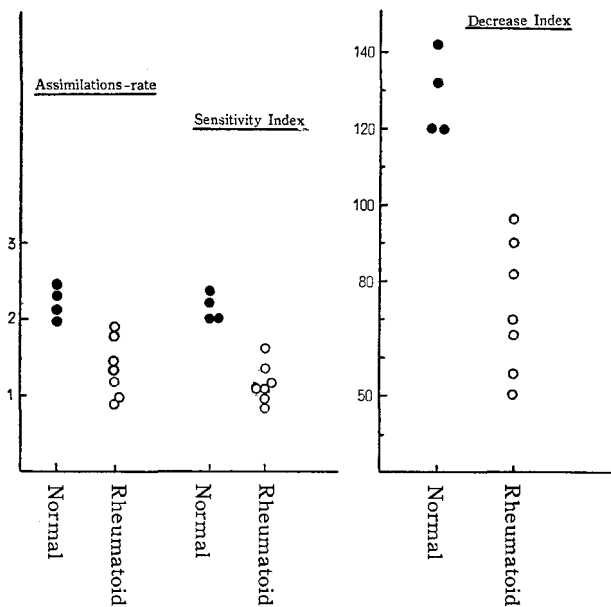 Assimilations-rate
Sensitivity Index
3
2
1
Normal
Rheumatoid
Normal
Rheumatoid
Decrease Index
140
120
100
80
50
Normal
Rheumatoid